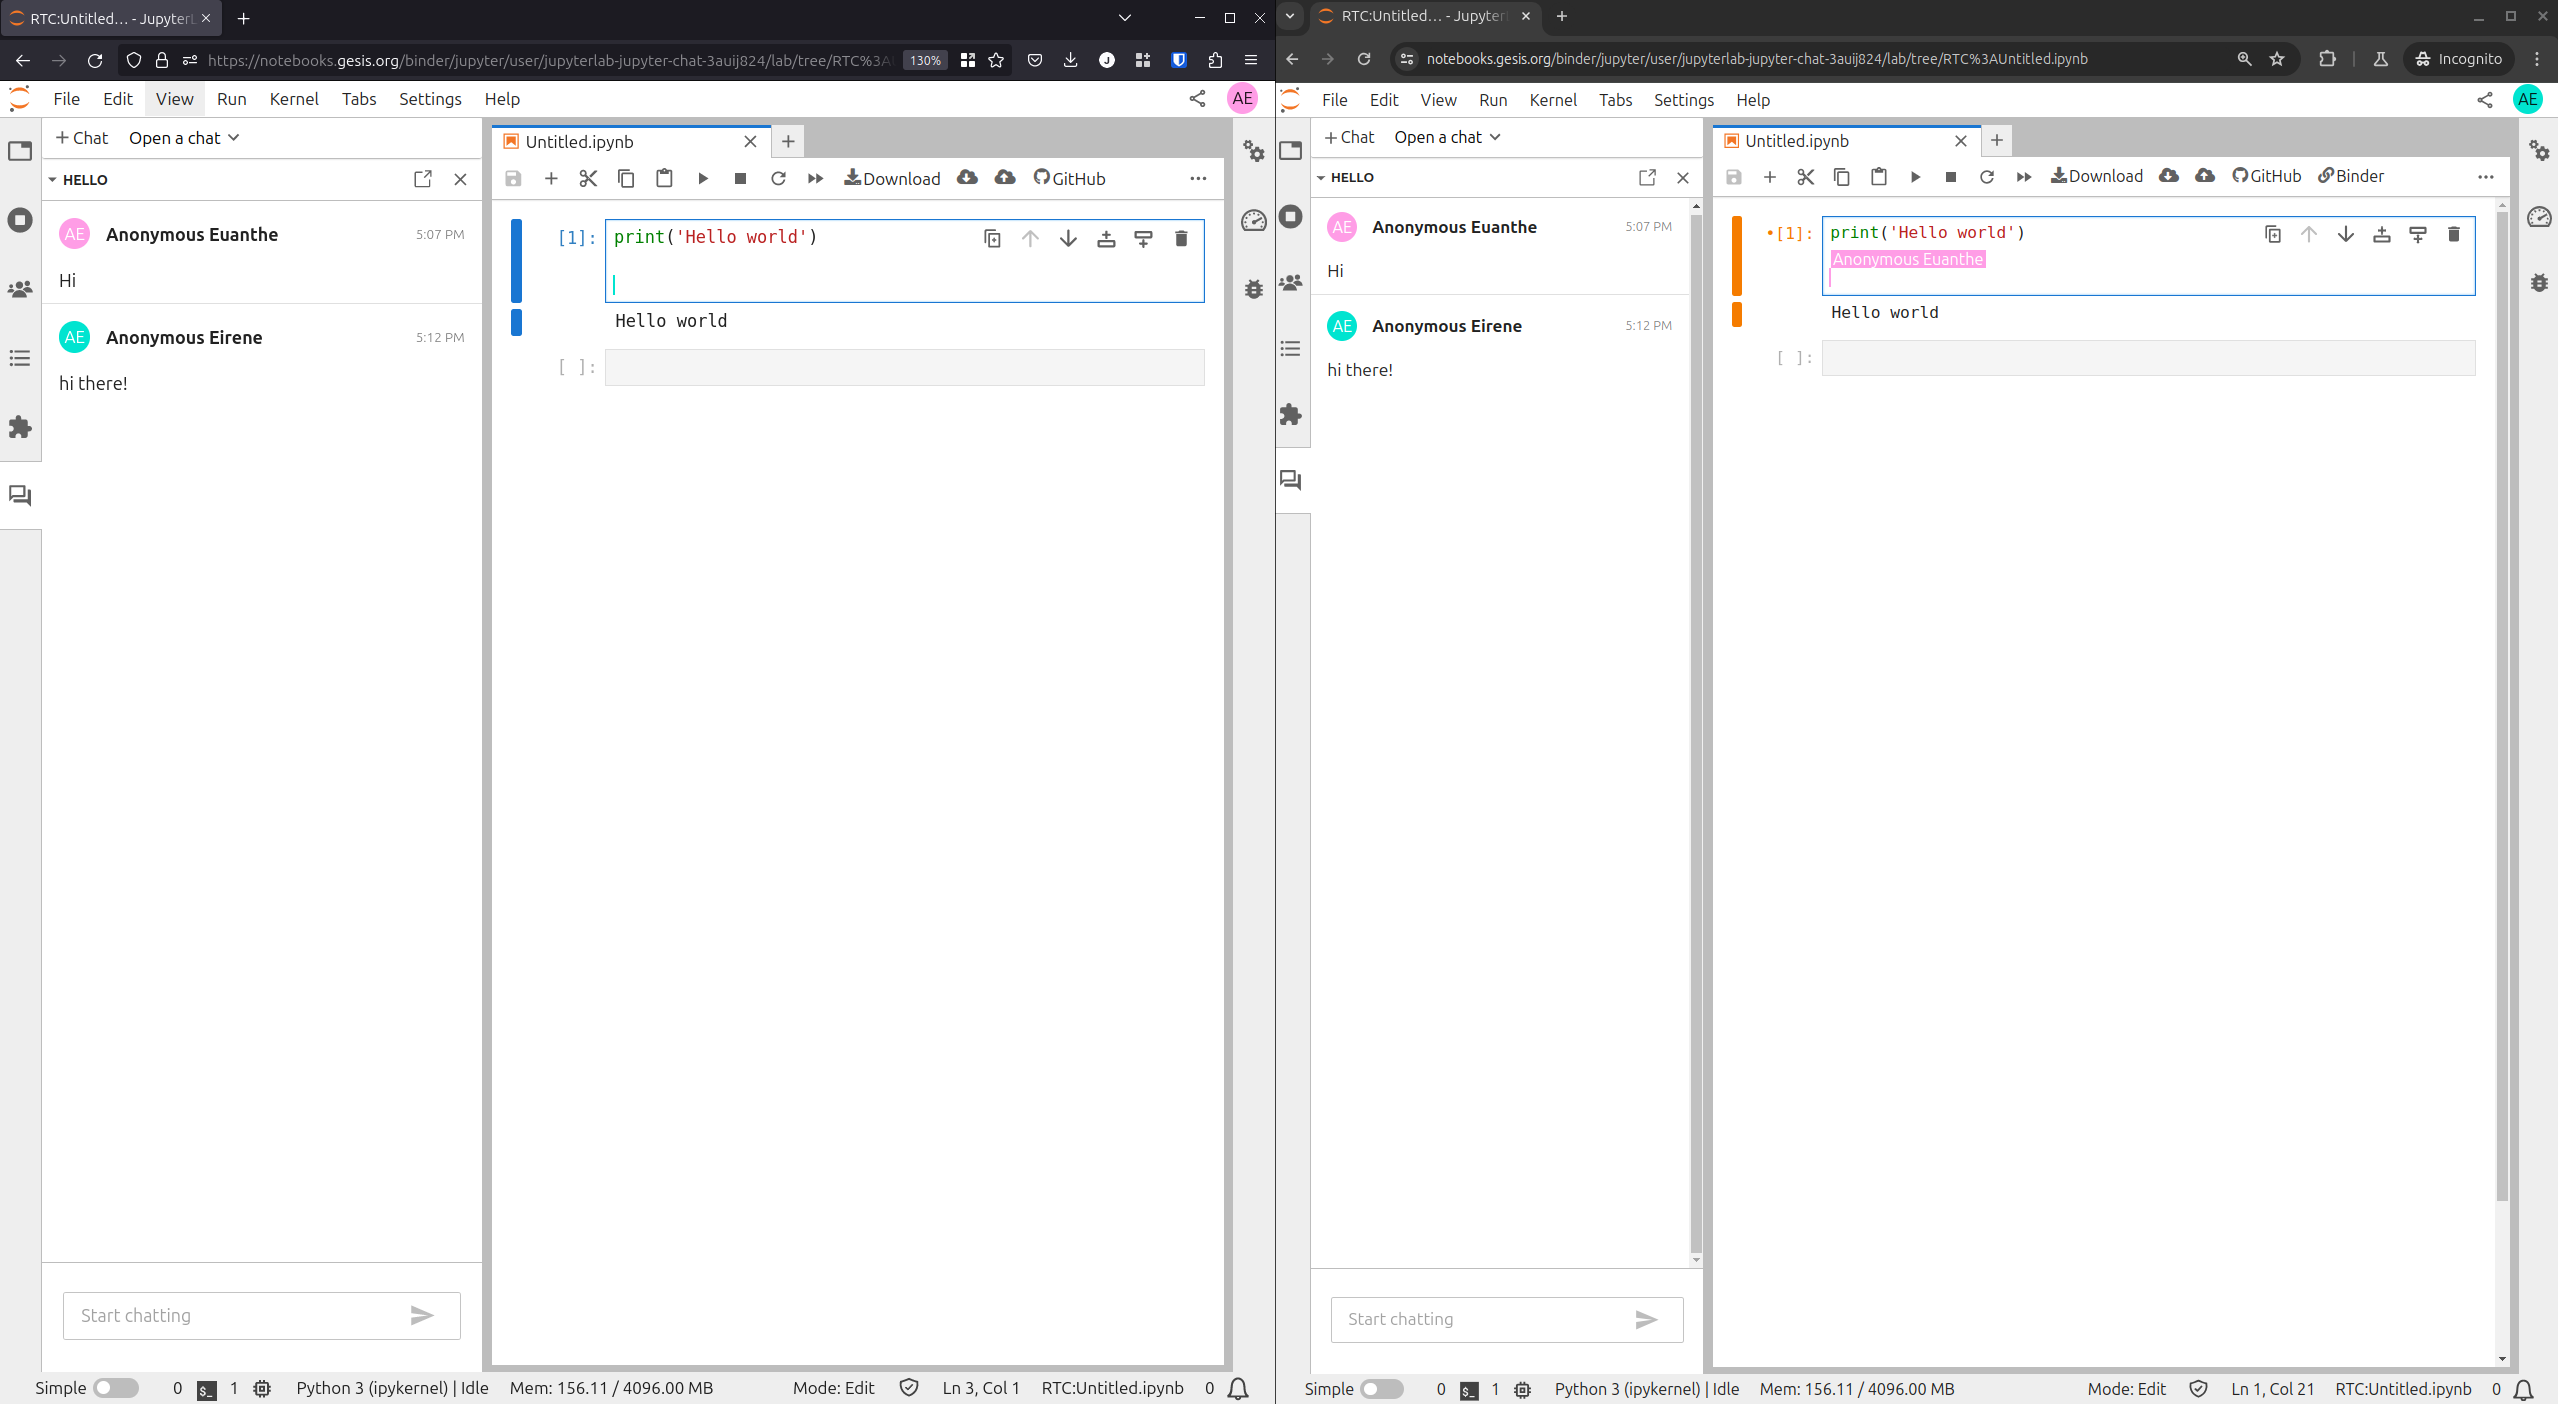 RTC:Untitled… - JupyterL
https://notebooks.gesis.org/binder/jupyter/user/jupyterlab-jupyter-chat-3auij824/lab/tree/RTC%3AU
130%
File Edit View Run Kernel Tabs Settings Help
AE
+ Chat Open a chat
HELLO
AE Anonymous Euanthe 5:07 PM
Hi
AE Anonymous Eirene 5:12 PM
hi there!
Start chatting
Untitled.ipynb
Download GitHub
[1]: print('Hello world')
Hello world
[ ]:
Simple 0 $_ 1 Python 3 (ipykernel) | Idle Mem: 156.11 / 4096.00 MB Mode: Edit Ln 3, Col 1 RTC:Untitled.ipynb 0
RTC:Untitled… - Jupyter
notebooks.gesis.org/binder/jupyter/user/jupyterlab-jupyter-chat-3auij824/lab/tree/RTC%3AUntitled.ipynb
Incognito
File Edit View Run Kernel Tabs Settings Help
AE
+ Chat Open a chat
HELLO
AE Anonymous Euanthe 5:07 PM
Hi
AE Anonymous Eirene 5:12 PM
hi there!
Start chatting
Untitled.ipynb
Download GitHub Binder
•[1]: print('Hello world')
Anonymous Euanthe
Hello world
[ ]:
Simple 0 $_ 1 Python 3 (ipykernel) | Idle Mem: 156.11 / 4096.00 MB Mode: Edit Ln 1, Col 21 RTC:Untitled.ipynb 0